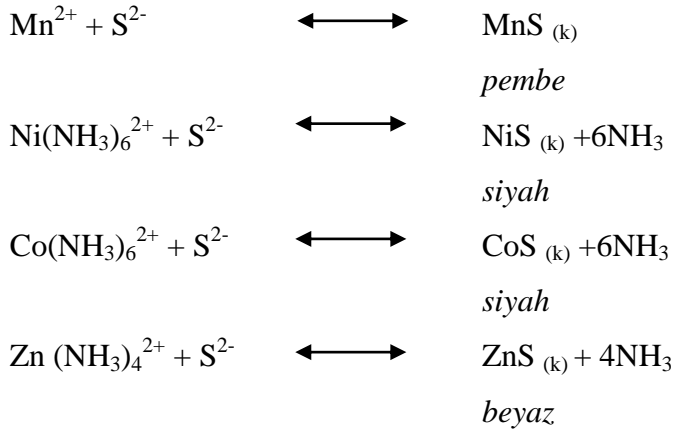 Mn²⁺ + S²⁻ ⟷ MnS (k)
pembe
Ni(NH₃)₆²⁺ + S²⁻ ⟷ NiS (k) +6NH₃
siyah
Co(NH₃)₆²⁺ + S²⁻ ⟷ CoS (k) +6NH₃
siyah
Zn (NH₃)₄²⁺ + S²⁻ ⟷ ZnS (k) + 4NH₃
beyaz